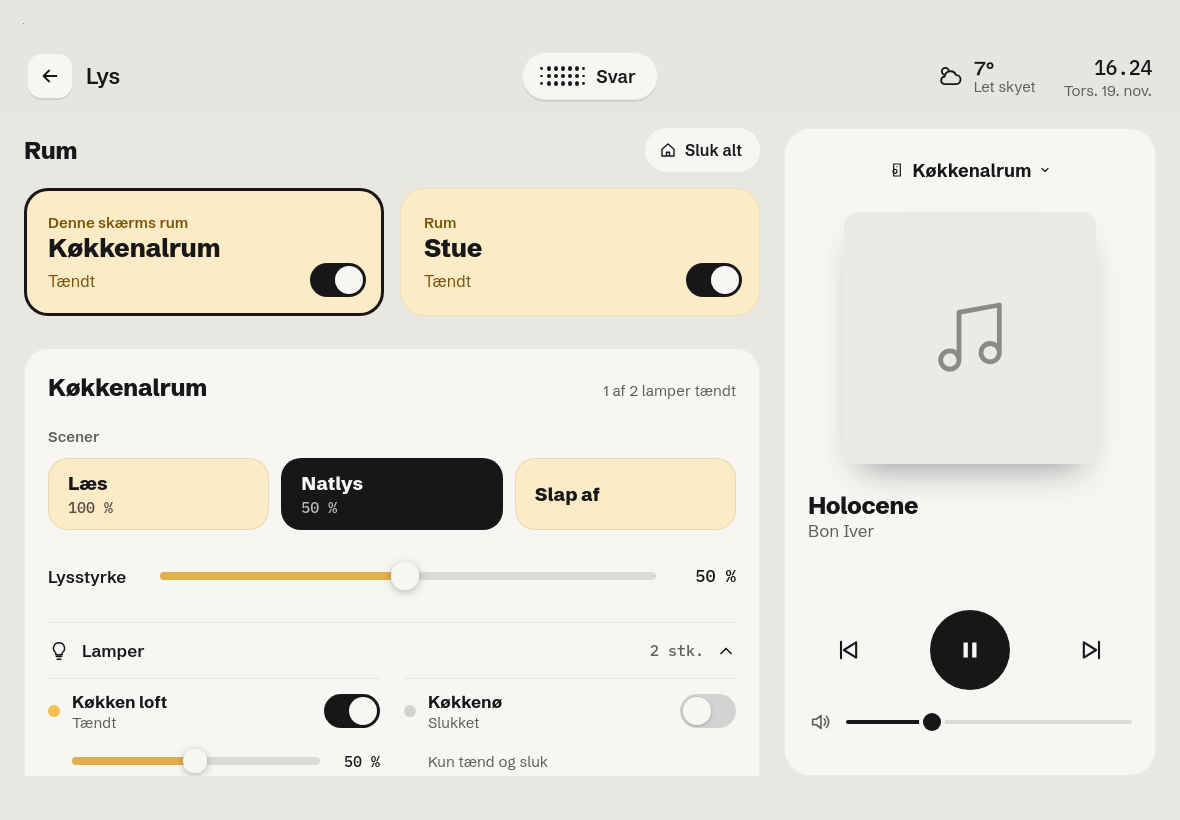 Lys
Svar
7°
Let skyet
16.24
Tors. 19. nov.
Rum
Sluk alt
Denne skærms rum
Køkkenalrum
Tændt
Rum
Stue
Tændt
Køkkenalrum
1 af 2 lamper tændt
Scener
Læs
100 %
Natlys
50 %
Slap af
Lysstyrke
50 %
Lamper
2 stk.
Køkken loft
Tændt
50 %
Køkkenø
Slukket
Kun tænd og sluk
Køkkenalrum
Holocene
Bon Iver